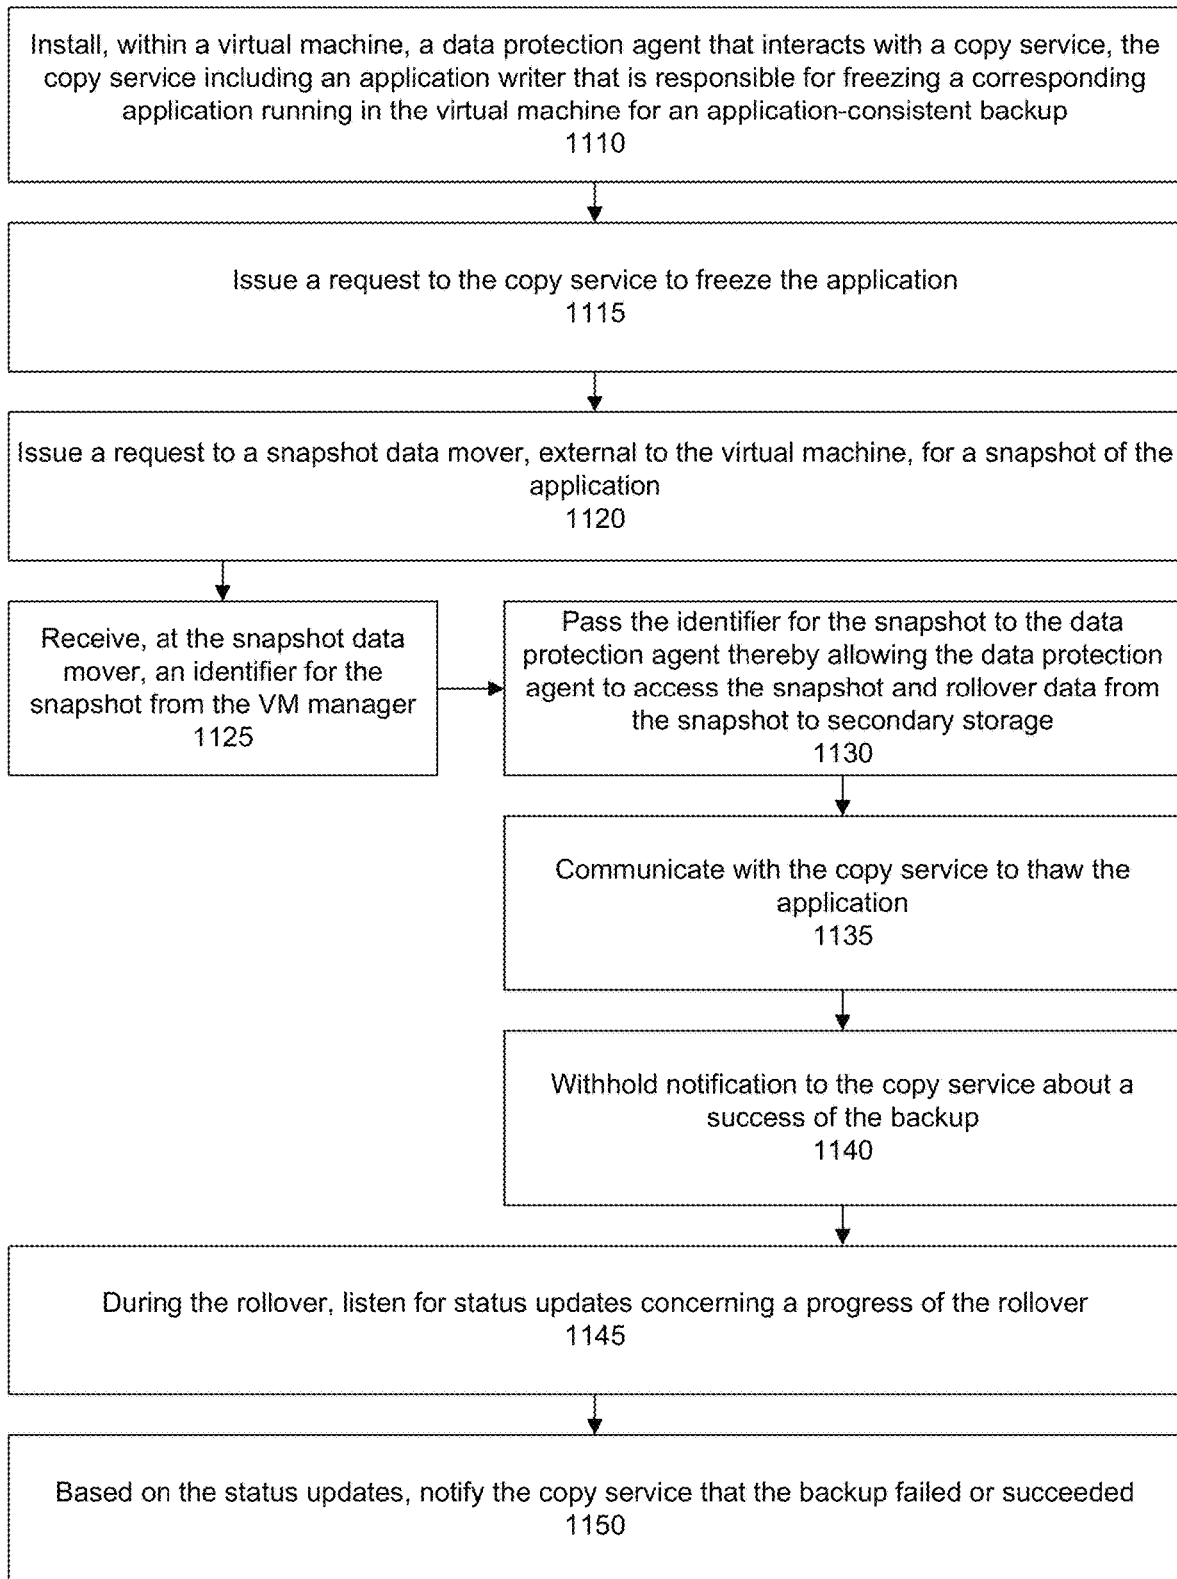 Install, within a virtual machine, a data protection agent that interacts with a copy service, the
copy service including an application writer that is responsible for freezing a corresponding
application running in the virtual machine for an application-consistent backup
1110
Issue a request to the copy service to freeze the application
1115
Issue a request to a snapshot data mover, external to the virtual machine, for a snapshot of the
application
1120
Receive, at the snapshot data
mover, an identifier for the
snapshot from the VM manager
1125
Pass the identifier for the snapshot to the data
protection agent thereby allowing the data protection
agent to access the snapshot and rollover data from
the snapshot to secondary storage
1130
Communicate with the copy service to thaw the
application
1135
Withhold notification to the copy service about a
success of the backup
1140
During the rollover, listen for status updates concerning a progress of the rollover
1145
Based on the status updates, notify the copy service that the backup failed or succeeded
1150